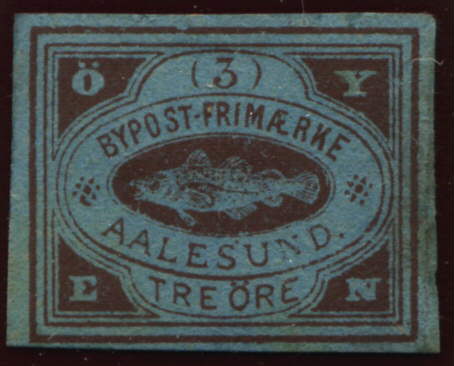 Ö Y
(3)
BYPOST-FRIMÆRKE
AALESUND.
TRE ÖRE
E N